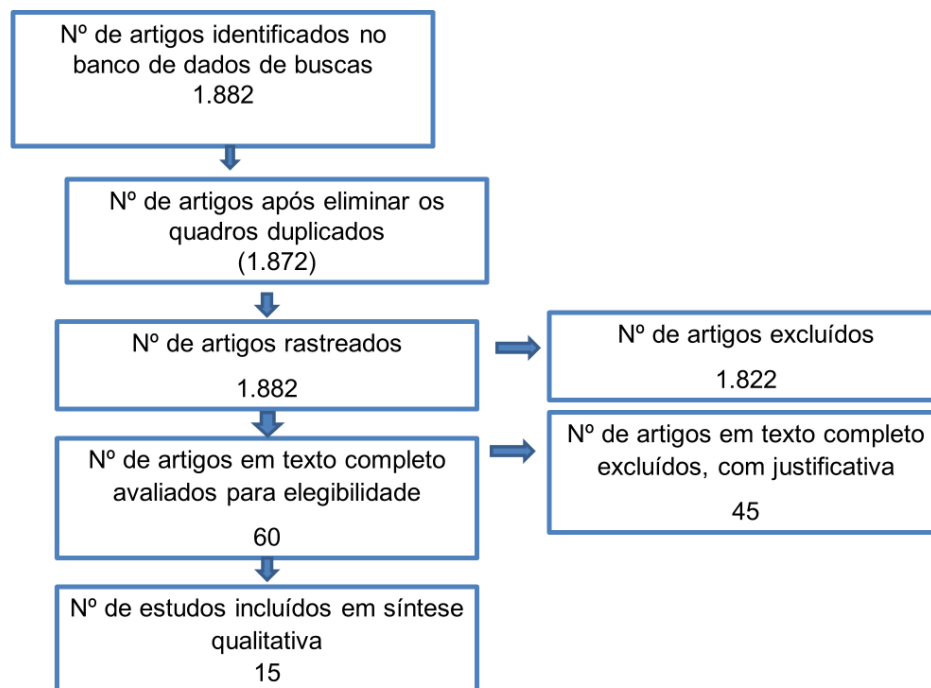 Nº de artigos identificados no
banco de dados de buscas
1.882
Nº de artigos após eliminar os
quadros duplicados
(1.872)
Nº de artigos rastreados
1.882
Nº de artigos excluídos
1.822
Nº de artigos em texto completo
avaliados para elegibilidade
60
Nº de artigos em texto completo
excluídos, com justificativa
45
Nº de estudos incluídos em síntese
qualitativa
15